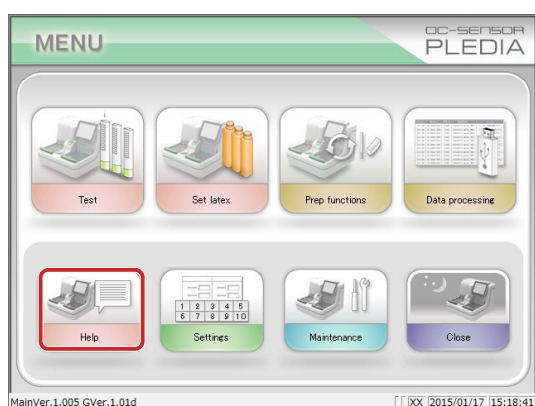 MENU
OC-SENSOR
PLEDIA
Test
Set latex
Prep functions
Data processing
1 2 3 4 5
6 7 8 9 10
Help
Settings
Maintenance
Close
MainVer.1.005 GVer.1.01d
XX 2015/01/17 15:18:41